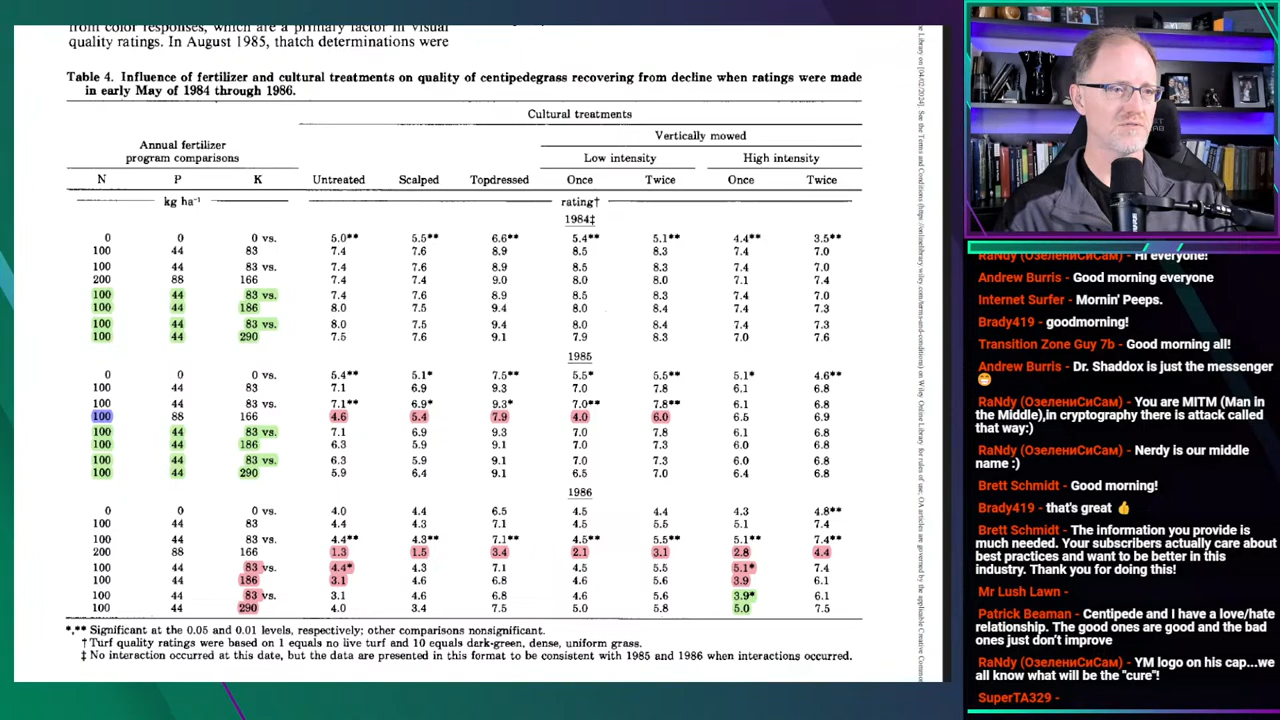 from color responses, which are a primary factor in visual
quality ratings. In August 1985, thatch determinations were
Table 4. Influence of fertilizer and cultural treatments on quality of centipedegrass recovering from decline when ratings were made
in early May of 1984 through 1986.
Cultural treatments
Vertically mowed
Annual fertilizer
program comparisons
Low intensity High intensity
N P K Untreated Scalped Topdressed Once Twice Once Twice
kg ha⁻¹ rating†
1984‡
0 0 0 vs. 5.0** 5.5** 6.6** 5.4** 5.1** 4.4** 3.5**
100 44 83 7.4 7.6 8.9 8.5 8.3 7.4 7.0
100 44 83 vs. 7.4 7.6 8.9 8.5 8.3 7.4 7.0
200 88 166 7.4 7.4 9.0 8.0 8.0 7.1 7.4
100 44 83 vs. 7.4 7.6 8.9 8.5 8.3 7.4 7.0
100 44 186 8.0 7.5 9.4 8.0 8.4 7.4 7.3
100 44 83 vs. 8.0 7.5 9.4 8.0 8.4 7.4 7.3
100 44 290 7.5 7.6 9.1 7.9 8.3 7.0 7.6
1985
0 0 0 vs. 5.4** 5.1* 7.5** 5.5* 5.5** 5.1* 4.6**
100 44 83 7.1 6.9 9.3 7.0 7.8 6.1 6.8
100 44 83 vs. 7.1** 6.9* 9.3* 7.0** 7.8** 6.1 6.8
100 88 166 4.6 5.4 7.9 4.0 6.0 6.5 6.9
100 44 83 vs. 7.1 6.9 9.3 7.0 7.8 6.1 6.8
100 44 186 6.3 5.9 9.1 7.0 7.3 6.0 6.8
100 44 83 vs. 6.3 5.9 9.1 7.0 7.3 6.0 6.8
100 44 290 5.9 6.4 9.1 6.5 7.0 6.4 6.8
1986
0 0 0 vs. 4.0 4.4 6.5 4.5 4.4 4.3 4.8**
100 44 83 4.4 4.3 7.1 4.5 5.5 5.1 7.4
100 44 83 vs. 4.4** 4.3** 7.1** 4.5** 5.5** 5.1** 7.4**
200 88 166 1.3 1.5 3.4 2.1 3.1 2.8 4.4
100 44 83 vs. 4.4* 4.3 7.1 4.5 5.5 5.1* 7.4
100 44 186 3.1 4.6 6.8 4.6 5.6 3.9 6.1
100 44 83 vs. 3.1 4.6 6.8 4.6 5.6 3.9* 6.1
100 44 290 4.0 3.4 7.5 5.0 5.8 5.0 7.5
*,** Significant at the 0.05 and 0.01 levels, respectively; other comparisons nonsignificant.
† Turf quality ratings were based on 1 equals no live turf and 10 equals dark-green, dense, uniform grass.
‡ No interaction occurred at this date, but the data are presented in this format to be consistent with 1985 and 1986 when interactions occurred.
RaNdy (ОзелениСиСам) - Hi everyone!
Andrew Burris - Good morning everyone
Internet Surfer - Mornin' Peeps.
Brady419 - goodmorning!
Transition Zone Guy 7b - Good morning all!
Andrew Burris - Dr. Shaddox is just the messenger
😁
RaNdy (ОзелениСиСам) - You are MITM (Man
in the Middle),in cryptography there is attack called
that way:)
RaNdy (ОзелениСиСам) - Nerdy is our middle
name :)
Brett Schmidt - Good morning!
Brady419 - that's great 👍
Brett Schmidt - The information you provide is
much needed. Your subscribers actually care about
best practices and want to be better in this
industry. Thank you for doing this!
Mr Lush Lawn -
Patrick Beaman - Centipede and I have a love/hate
relationship. The good ones are good and the bad
ones just don't improve
RaNdy (ОзелениСиСам) - YM logo on his cap...we
all know what will be the "cure"!
SuperTA329 -